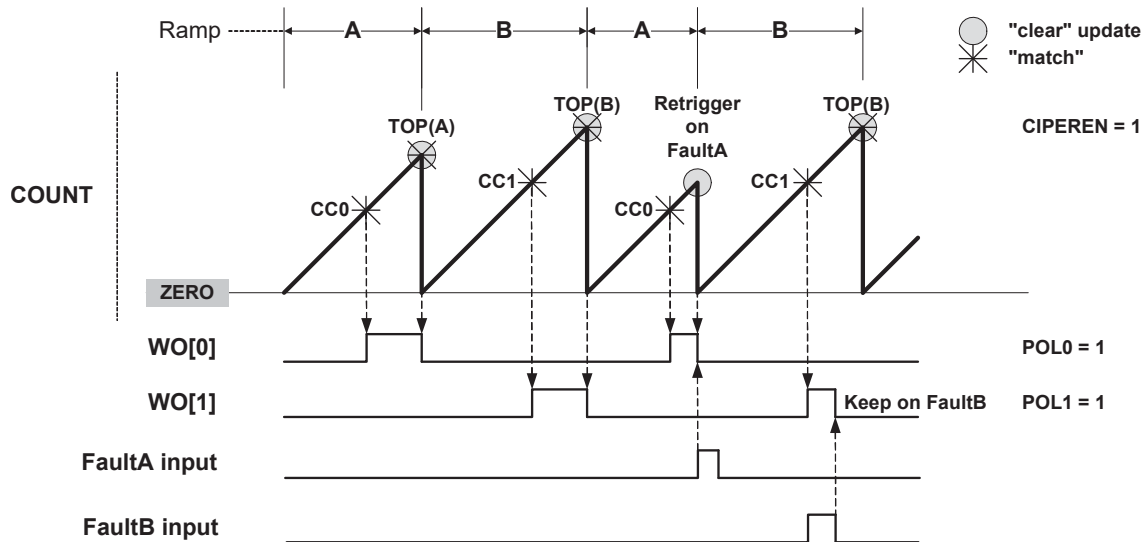 Ramp A B A B
"clear" update
"match"
TOP(A) TOP(B) Retrigger on FaultA TOP(B)
CIPEREN = 1
COUNT
CC0 CC1 CC0 CC1
ZERO
WO[0] POL0 = 1
WO[1] Keep on FaultB POL1 = 1
FaultA input
FaultB input